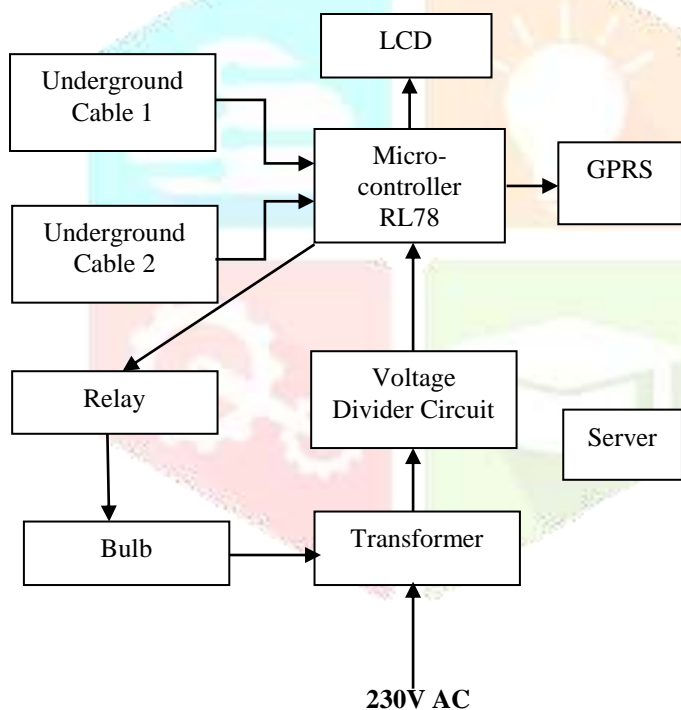 LCD
Underground
Cable 1
Micro-
controller
RL78
GPRS
Underground
Cable 2
Relay
Voltage
Divider Circuit
Server
Bulb
Transformer
230V AC